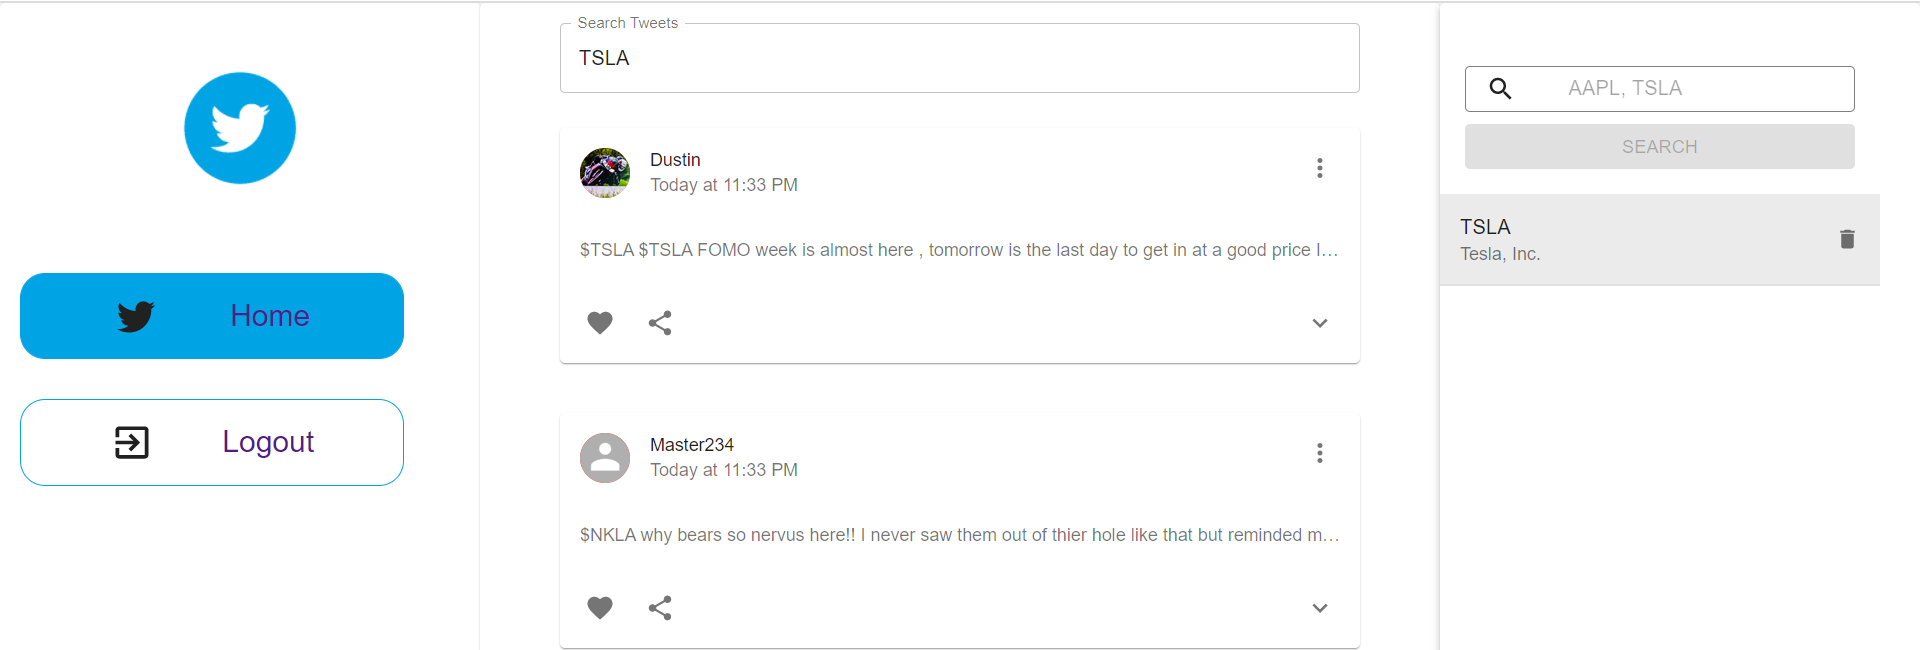 Home
Logout
Search Tweets
TSLA
Dustin
Today at 11:33 PM
$TSLA $TSLA FOMO week is almost here , tomorrow is the last day to get in at a good price I...
Master234
Today at 11:33 PM
$NKLA why bears so nervus here!! I never saw them out of thier hole like that but reminded m...
AAPL, TSLA
SEARCH
TSLA
Tesla, Inc.